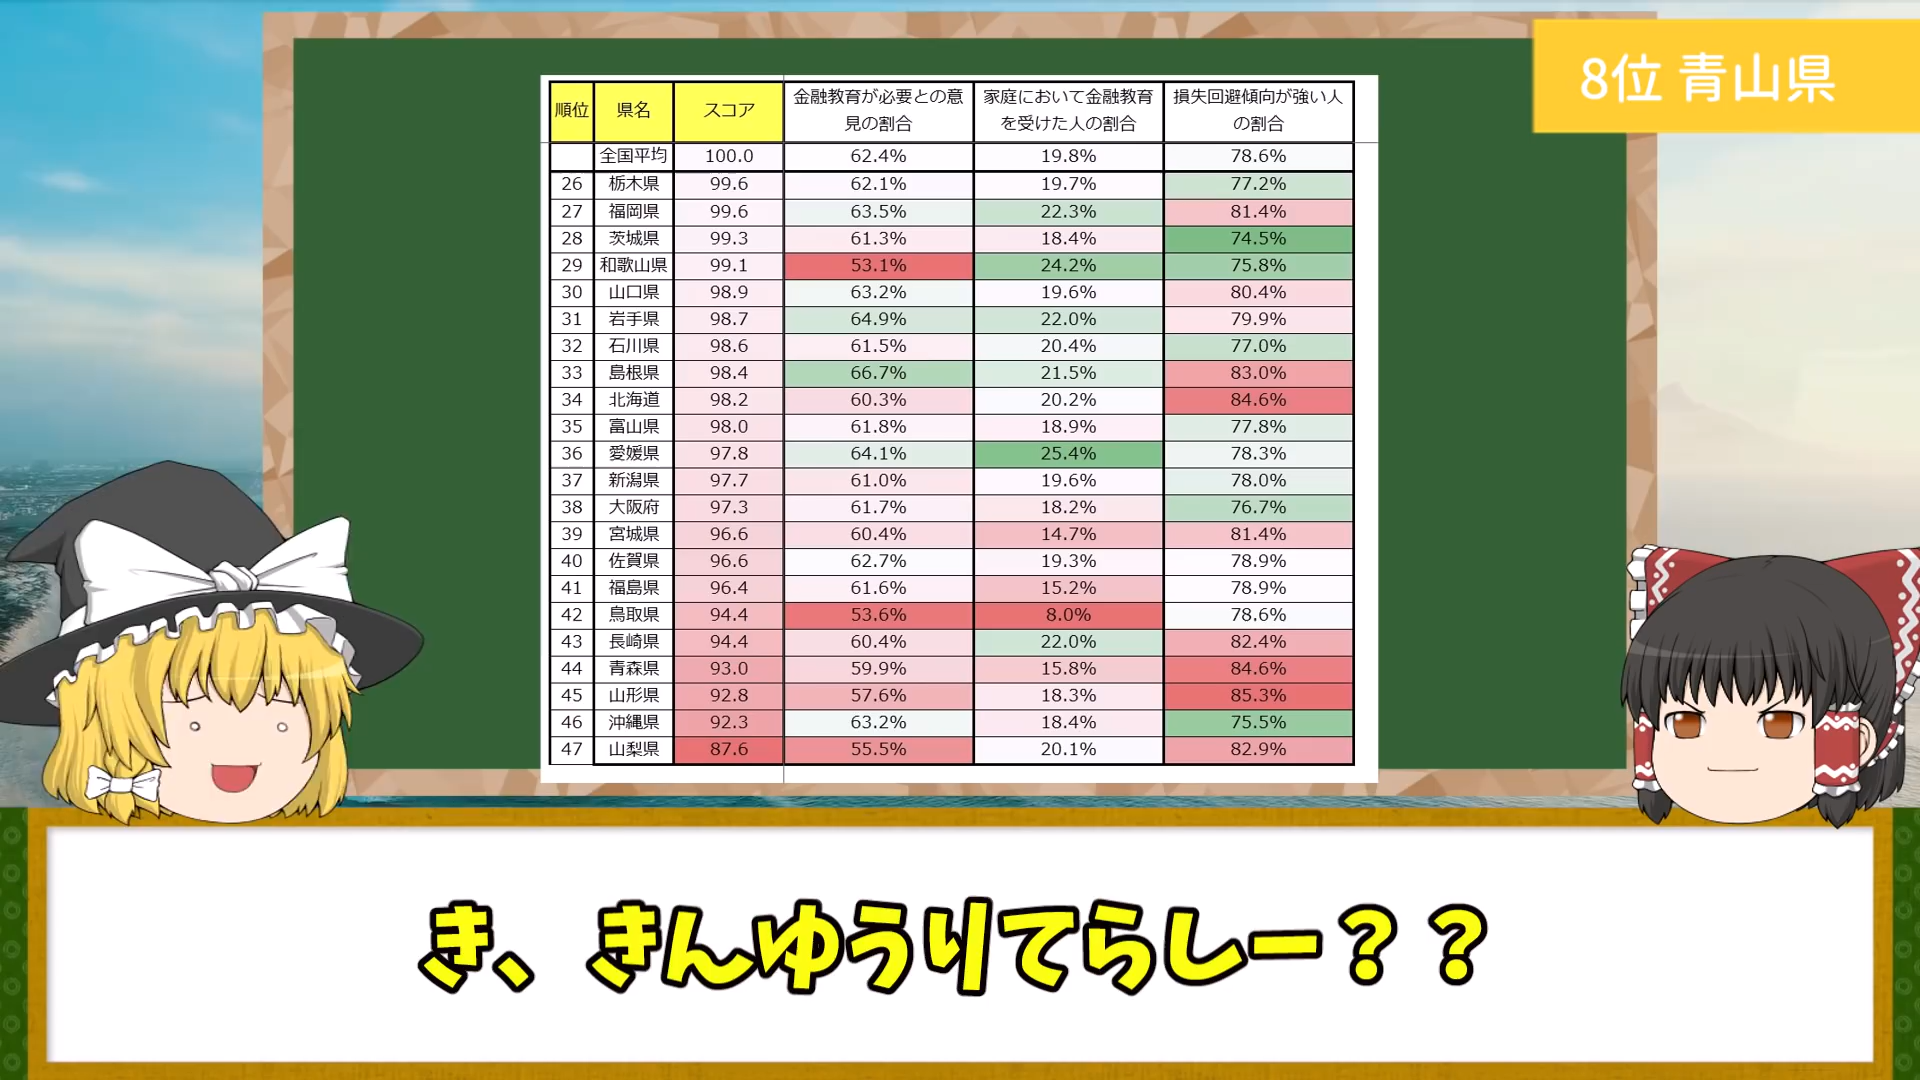 8位 青山県
順位 県名 スコア 金融教育が必要との意見の割合 家庭において金融教育を受けた人の割合 損失回避傾向が強い人の割合
全国平均 100.0 62.4% 19.8% 78.6%
26 栃木県 99.6 62.1% 19.7% 77.2%
27 福岡県 99.6 63.5% 22.3% 81.4%
28 茨城県 99.3 61.3% 18.4% 74.5%
29 和歌山県 99.1 53.1% 24.2% 75.8%
30 山口県 98.9 63.2% 19.6% 80.4%
31 岩手県 98.7 64.9% 22.0% 79.9%
32 石川県 98.6 61.5% 20.4% 77.0%
33 島根県 98.4 66.7% 21.5% 83.0%
34 北海道 98.2 60.3% 20.2% 84.6%
35 富山県 98.0 61.8% 18.9% 77.8%
36 愛媛県 97.8 64.1% 25.4% 78.3%
37 新潟県 97.7 61.0% 19.6% 78.0%
38 大阪府 97.3 61.7% 18.2% 76.7%
39 宮城県 96.6 60.4% 14.7% 81.4%
40 佐賀県 96.6 62.7% 19.3% 78.9%
41 福島県 96.4 61.6% 15.2% 78.9%
42 鳥取県 94.4 53.6% 8.0% 78.6%
43 長崎県 94.4 60.4% 22.0% 82.4%
44 青森県 93.0 59.9% 15.8% 84.6%
45 山形県 92.8 57.6% 18.3% 85.3%
46 沖縄県 92.3 63.2% 18.4% 75.5%
47 山梨県 87.6 55.5% 20.1% 82.9%
き、きんゆうりてらしー？？